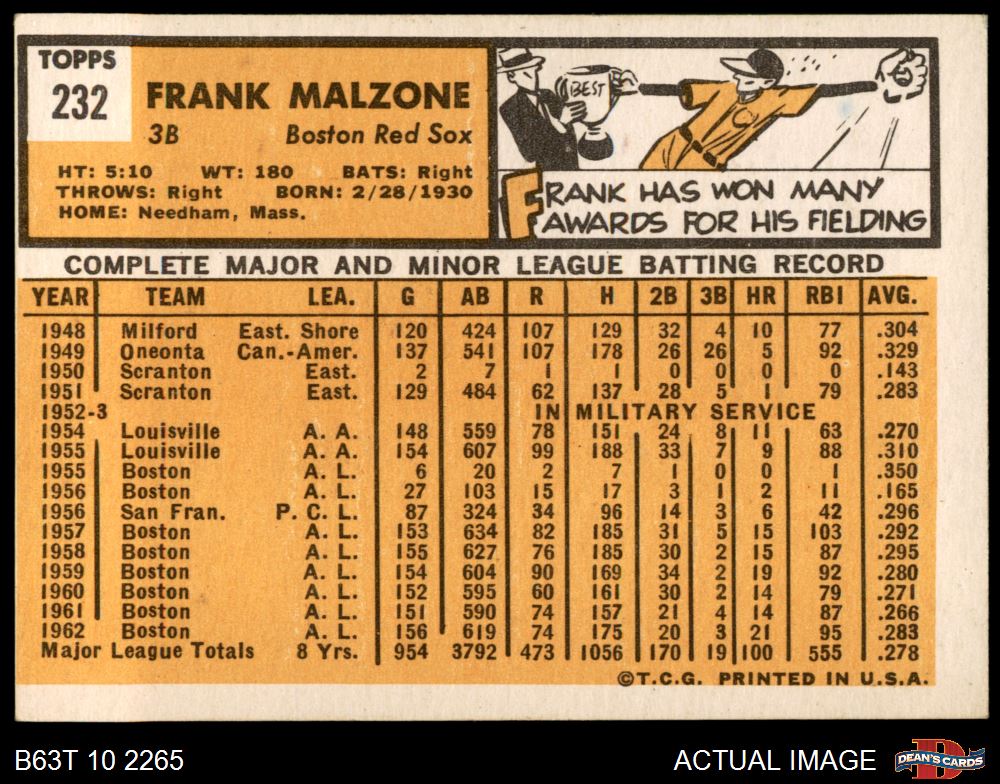 TOPPS
232
FRANK MALZONE
3B Boston Red Sox
HT: 5:10 WT: 180 BATS: Right
THROWS: Right BORN: 2/28/1930
HOME: Needham, Mass.
BEST
FRANK HAS WON MANY
AWARDS FOR HIS FIELDING
COMPLETE MAJOR AND MINOR LEAGUE BATTING RECORD
YEAR TEAM LEA. G AB R H 2B 3B HR RBI AVG.
1948 Milford East. Shore 120 424 107 129 32 4 10 77 .304
1949 Oneonta Can.-Amer. 137 541 107 178 26 26 5 92 .329
1950 Scranton East. 2 7 1 1 0 0 0 0 .143
1951 Scranton East. 129 484 62 137 28 5 1 79 .283
1952-3 IN MILITARY SERVICE
1954 Louisville A. A. 148 559 78 151 24 8 11 63 .270
1955 Louisville A. A. 154 607 99 188 33 7 9 88 .310
1955 Boston A. L. 6 20 2 7 1 0 0 1 .350
1956 Boston A. L. 27 103 15 17 3 1 2 11 .165
1956 San Fran. P. C. L. 87 324 34 96 14 3 6 42 .296
1957 Boston A. L. 153 634 82 185 31 5 15 103 .292
1958 Boston A. L. 155 627 76 185 30 2 15 87 .295
1959 Boston A. L. 154 604 90 169 34 2 19 92 .280
1960 Boston A. L. 152 595 60 161 30 2 14 79 .271
1961 Boston A. L. 151 590 74 157 21 4 14 87 .266
1962 Boston A. L. 156 619 74 175 20 3 21 95 .283
Major League Totals 8 Yrs. 954 3792 473 1056 170 19 100 555 .278
©T.C.G. PRINTED IN U.S.A.
B63T 10 2265
ACTUAL IMAGE
DEAN'S CARDS